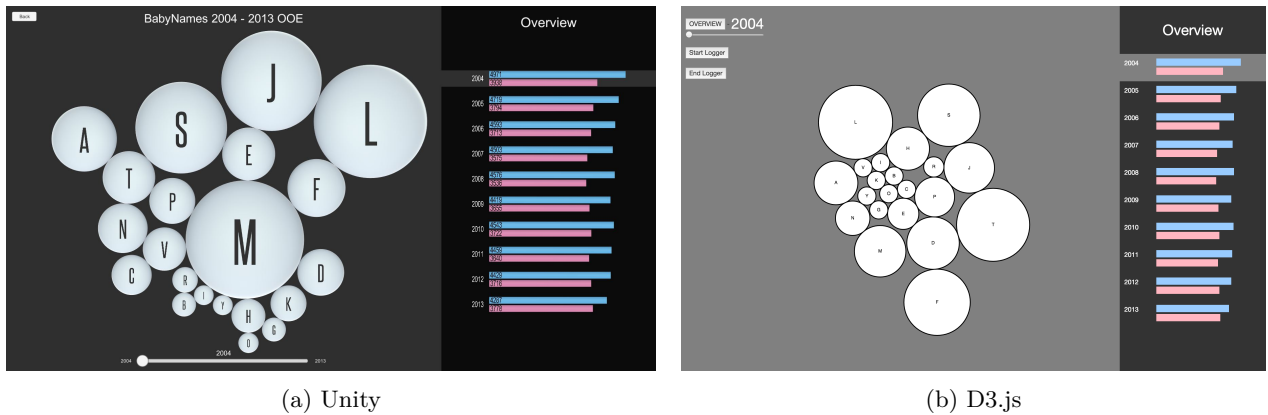 Back
BabyNames 2004 - 2013 OOE
J
L
S
A
E
T
F
P
N
V
M
C
D
R
I
B
Y
K
H
G
O
2004
2004
2013
Overview
2004
2005
2006
2007
2008
2009
2010
2011
2012
2013
OVERVIEW
2004
Start Logger
End Logger
L
S
H
V
I
R
J
A
K
B
Y
O
C
P
N
G
E
T
M
D
F
Overview
2004
2005
2006
2007
2008
2009
2010
2011
2012
2013
(a) Unity
(b) D3.js